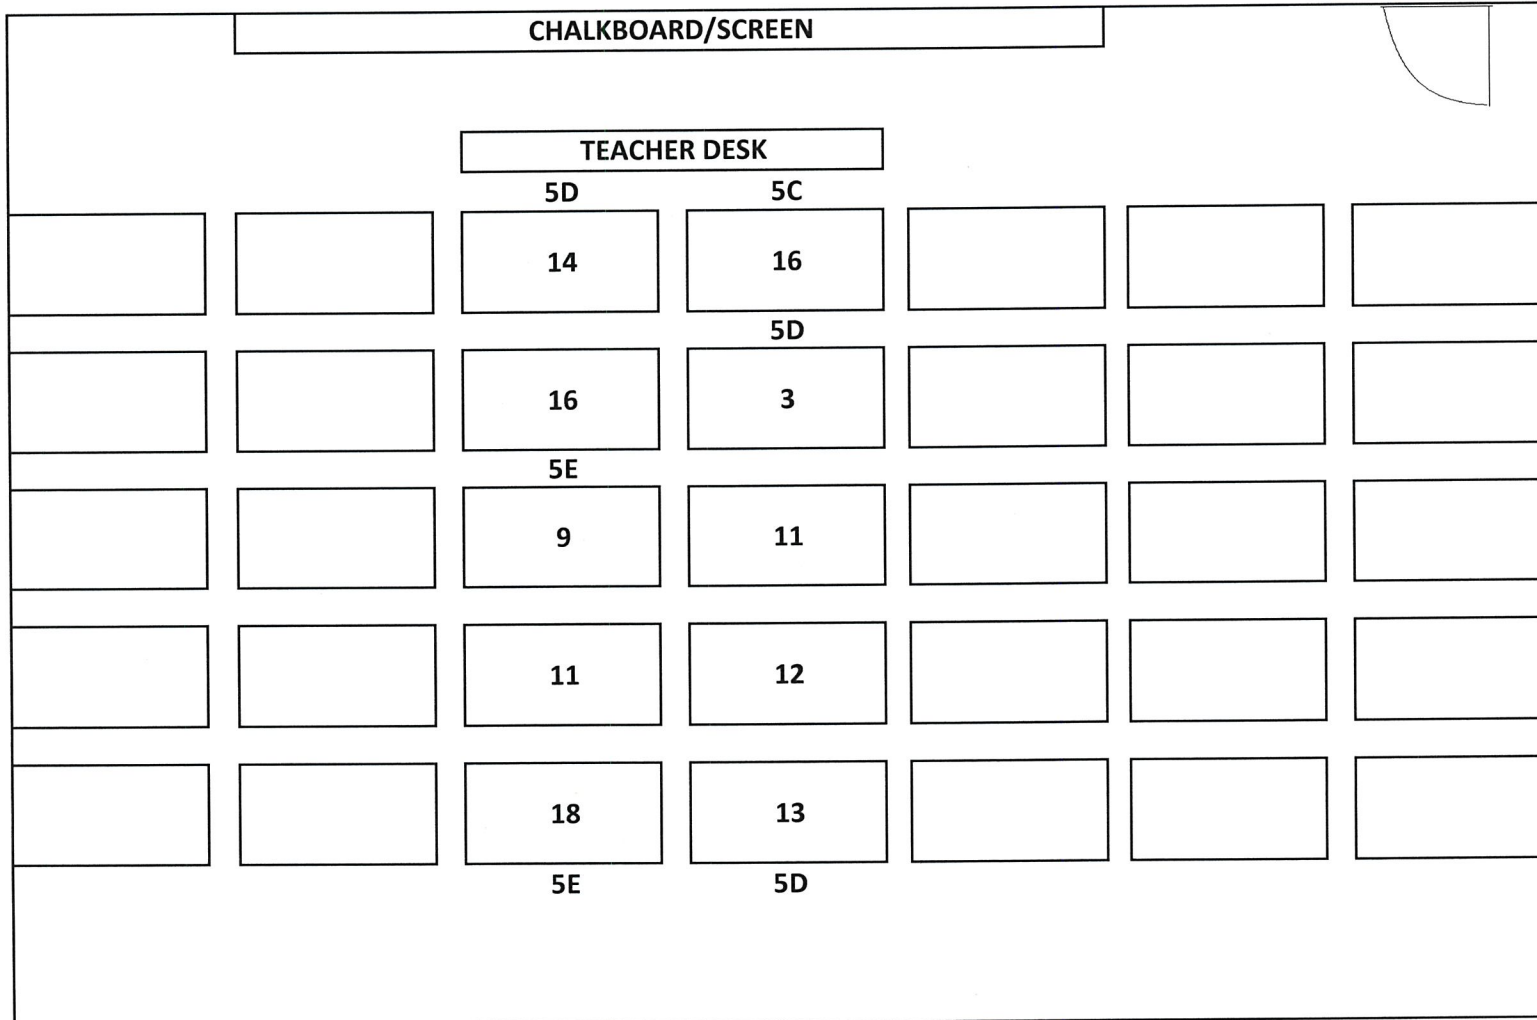 CHALKBOARD/SCREEN
TEACHER DESK
5D 5C
14 16
5D
16 3
5E
9 11
11 12
18 13
5E 5D